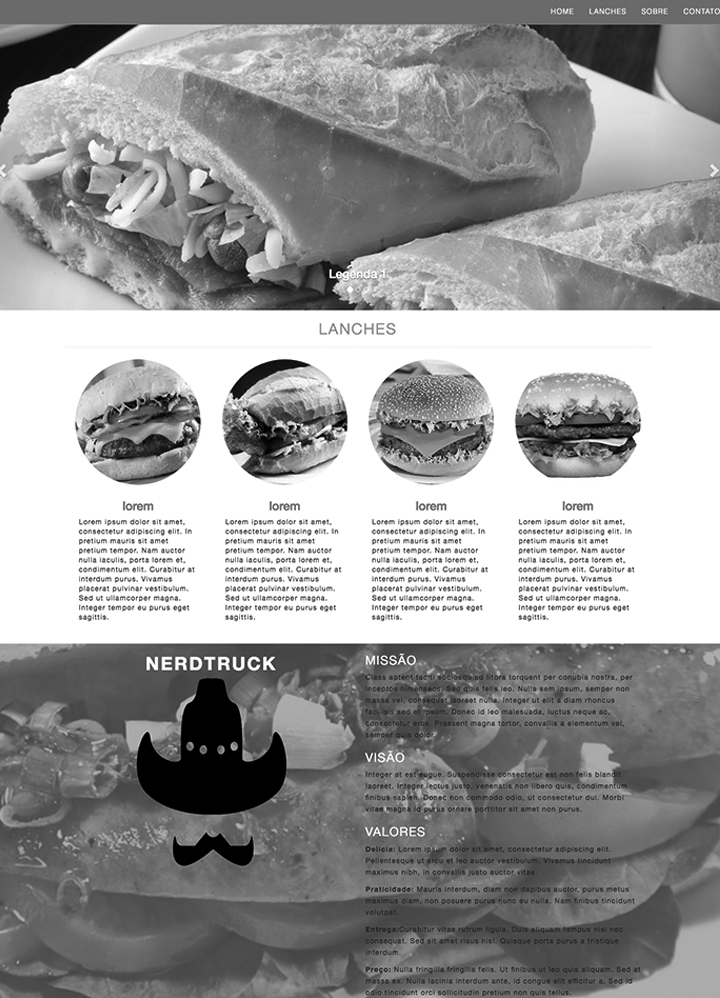 HOME LANCHES SOBRE CONTATO
Legenda 1
LANCHES
lorem
Lorem ipsum dolor sit amet,
consectetur adipiscing elit. In
pretium mauris sit amet
pretium tempor. Nam auctor
nulla iaculis, porta lorem et,
condimentum elit. Curabitur at
interdum purus. Vivamus
placerat pulvinar vestibulum.
Sed ut ullamcorper magna.
Integer tempor eu purus eget
sagittis.
lorem
Lorem ipsum dolor sit amet,
consectetur adipiscing elit. In
pretium mauris sit amet
pretium tempor. Nam auctor
nulla iaculis, porta lorem et,
condimentum elit. Curabitur at
interdum purus. Vivamus
placerat pulvinar vestibulum.
Sed ut ullamcorper magna.
Integer tempor eu purus eget
sagittis.
lorem
Lorem ipsum dolor sit amet,
consectetur adipiscing elit. In
pretium mauris sit amet
pretium tempor. Nam auctor
nulla iaculis, porta lorem et,
condimentum elit. Curabitur at
interdum purus. Vivamus
placerat pulvinar vestibulum.
Sed ut ullamcorper magna.
Integer tempor eu purus eget
sagittis.
lorem
Lorem ipsum dolor sit amet,
consectetur adipiscing elit. In
pretium mauris sit amet
pretium tempor. Nam auctor
nulla iaculis, porta lorem et,
condimentum elit. Curabitur at
interdum purus. Vivamus
placerat pulvinar vestibulum.
Sed ut ullamcorper magna.
Integer tempor eu purus eget
sagittis.
NERDTRUCK
MISSÃO
Class aptent taciti sociosqu ad litora torquent per conubia nostra, per
inceptos himenaeos. Sed quis felis leo. Nulla sem ipsum, semper non
massa vel, consequat laoreet nulla. Integer ut elit a diam rhoncus
facilisis sed et ipsum. Donec id leo malesuada, luctus neque ac,
consectetur eros. Praesent magna tortor, convallis a elementum vel,
semper quis dolor.
VISÃO
Integer at est augue. Suspendisse consectetur est non felis blandit
laoreet. Integer lectus justo, venenatis non libero quis, condimentum
finibus sapien. Donec non commodo odio, ut consectetur dui. Morbi
vitae magna id purus ornare porttitor sit amet non purus.
VALORES
Delícia: Lorem ipsum dolor sit amet, consectetur adipiscing elit.
Pellentesque ut arcu et leo auctor vestibulum. Vivamus tincidunt
maximus nibh, in convallis justo auctor vitae.
Praticidade: Mauris interdum, diam non dapibus auctor, purus metus
maximus diam, non posuere purus nunc eu nulla. Nam finibus tincidunt
volutpat.
Entrega:Curabitur vitae rutrum ligula. Duis aliquam tempus nisl nec
consequat. Sed sit amet risus nisl. Quisque porta purus a tristique
interdum.
Preço: Nulla fringilla fringilla felis. Ut finibus ut leo quis aliquam. Sed at
massa ex. Nulla lacinia interdum ante, id congue elit efficitur a. Sed id
odio tincidunt orci sollicitudin pretium non quis tellus.